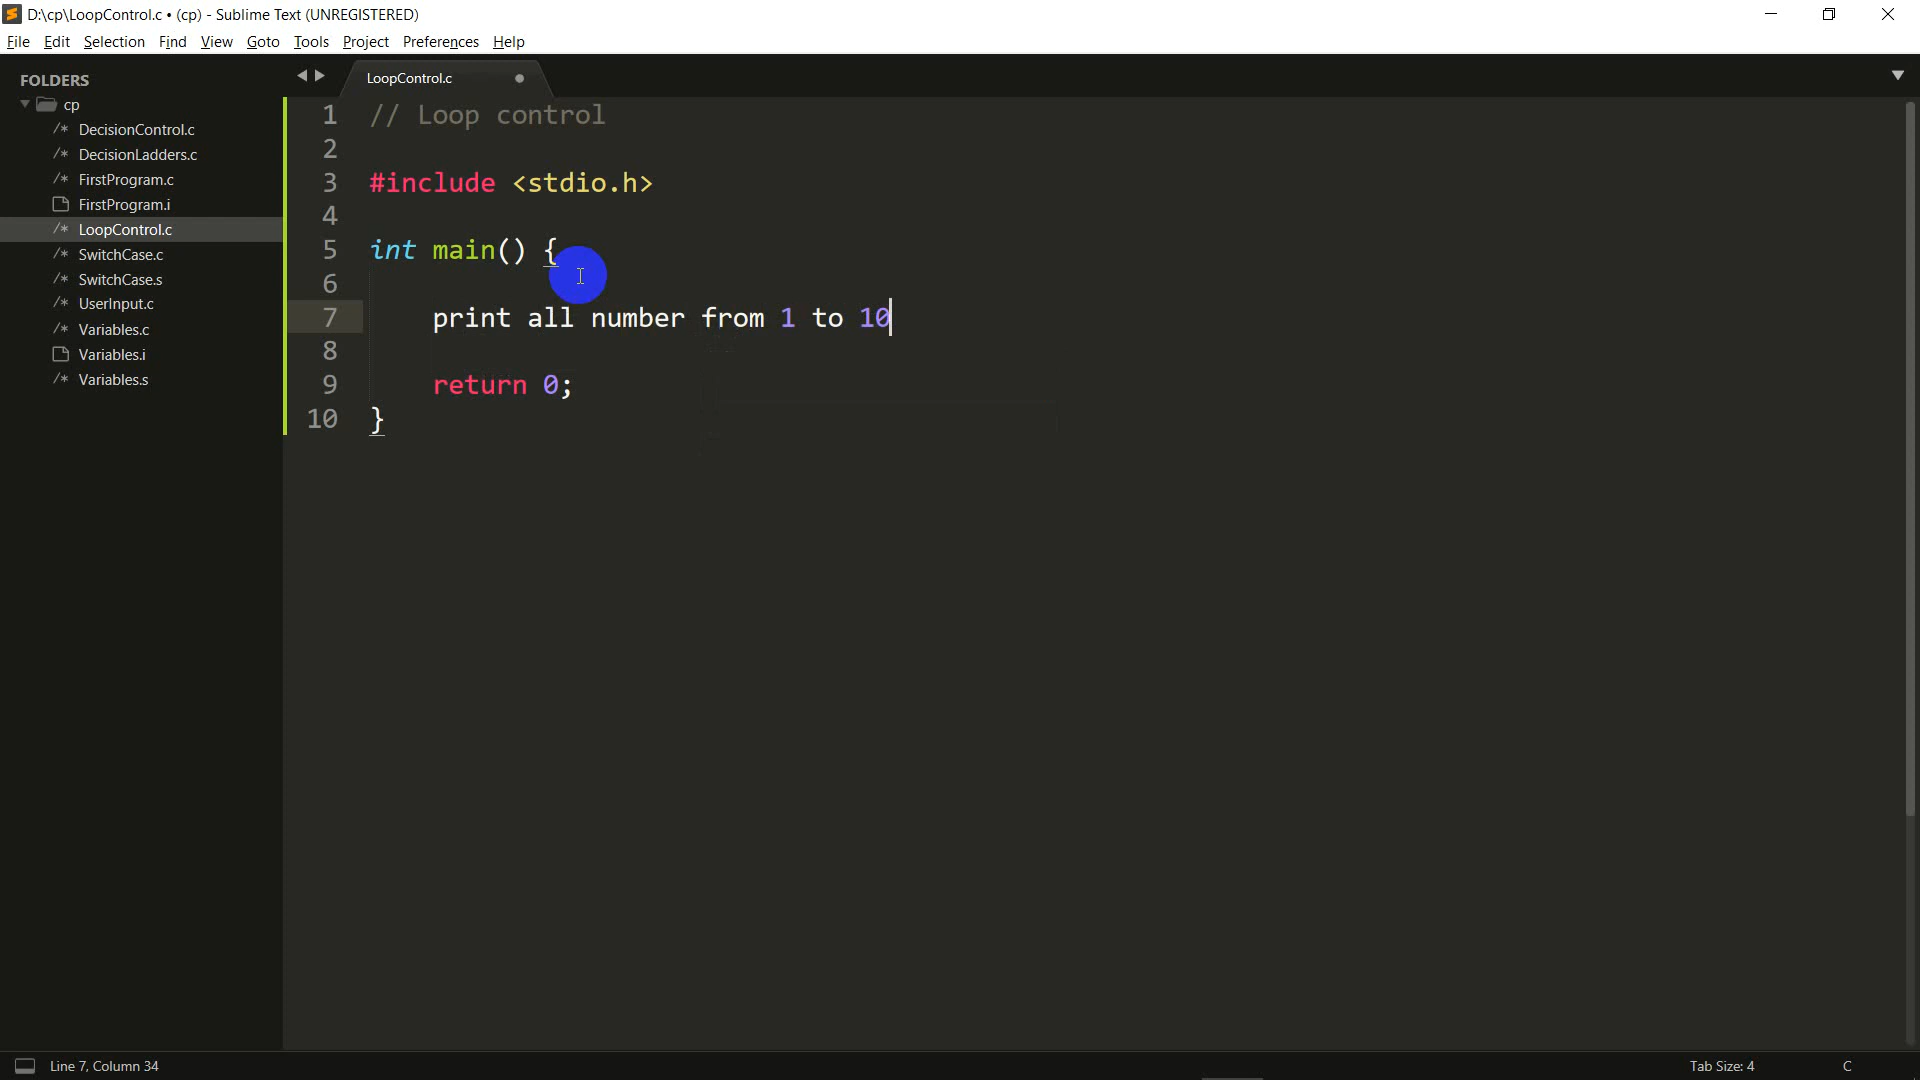 D:\cp\LoopControl.c • (cp) - Sublime Text (UNREGISTERED)
File Edit Selection Find View Goto Tools Project Preferences Help
FOLDERS
cp
/* DecisionControl.c
/* DecisionLadders.c
/* FirstProgram.c
FirstProgram.i
/* LoopControl.c
/* SwitchCase.c
/* SwitchCase.s
/* UserInput.c
/* Variables.c
Variables.i
/* Variables.s
LoopControl.c
1 // Loop control
2
3 #include <stdio.h>
4
5 int main() {
6
7 print all number from 1 to 10
8
9 return 0;
10 }
Line 7, Column 34
Tab Size: 4
C